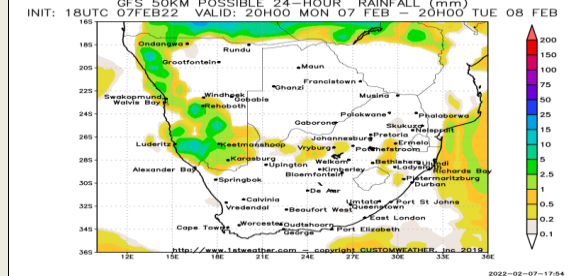 GFS 50KM POSSIBLE 24-HOUR RAINFALL (mm)
INIT: 18UTC 07FEB22 VALID: 20H00 MON 07 FEB – 20H00 TUE 08 FEB
16S
18S
20S
22S
24S
26S
28S
30S
32S
34S
36S
Ondangwa
Rundu
Grootfontein
Maun
Francistown
Ghanzi
Swakopmund
Windhoek
Gobabis
Musina
Walvis Bay
Rehoboth
Polokwane
Phalaborwa
Gaborone
Skukuza
Nelspruit
Johannesburg
Pretoria
Luderitz
Keetmanshoop
Vryburg
Ermelo
Potchefstroom
Karasburg
Upington
Welkom
Bethlehem
Ulundi
Alexander Bay
Kimberley
Ladysmith
Richards Bay
Bloemfontein
Springbok
Pietermaritzburg
Durban
De Aar
Calvinia
Umtata
Port St Johns
Vredendal
Beaufort West
Queenstown
East London
Cape Town
Worcester
Oudtshoorn
George
Port Elizabeth
http://www.1stweather.com – copyright CUSTOMWEATHER, Inc 2019
12E
15E
18E
21E
24E
27E
30E
33E
36E
200
150
100
75
50
25
15
10
5
2.5
1
0.5
0.2
0.1
2022-02-07-17:54